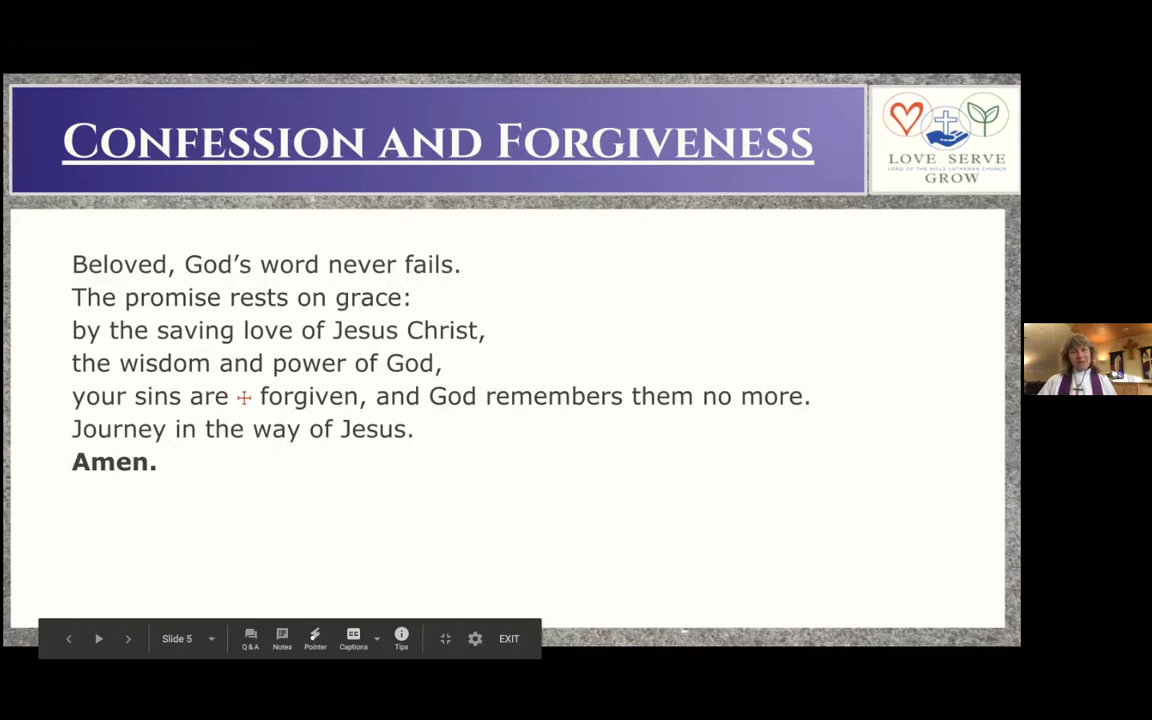 Confession and Forgiveness
LOVE SERVE
LORD OF THE HILLS LUTHERAN CHURCH
GROW
Beloved, God's word never fails.
The promise rests on grace:
by the saving love of Jesus Christ,
the wisdom and power of God,
your sins are ☩ forgiven, and God remembers them no more.
Journey in the way of Jesus.
Amen.
Slide 5
Q&A Notes Pointer CC Captions Tips EXIT